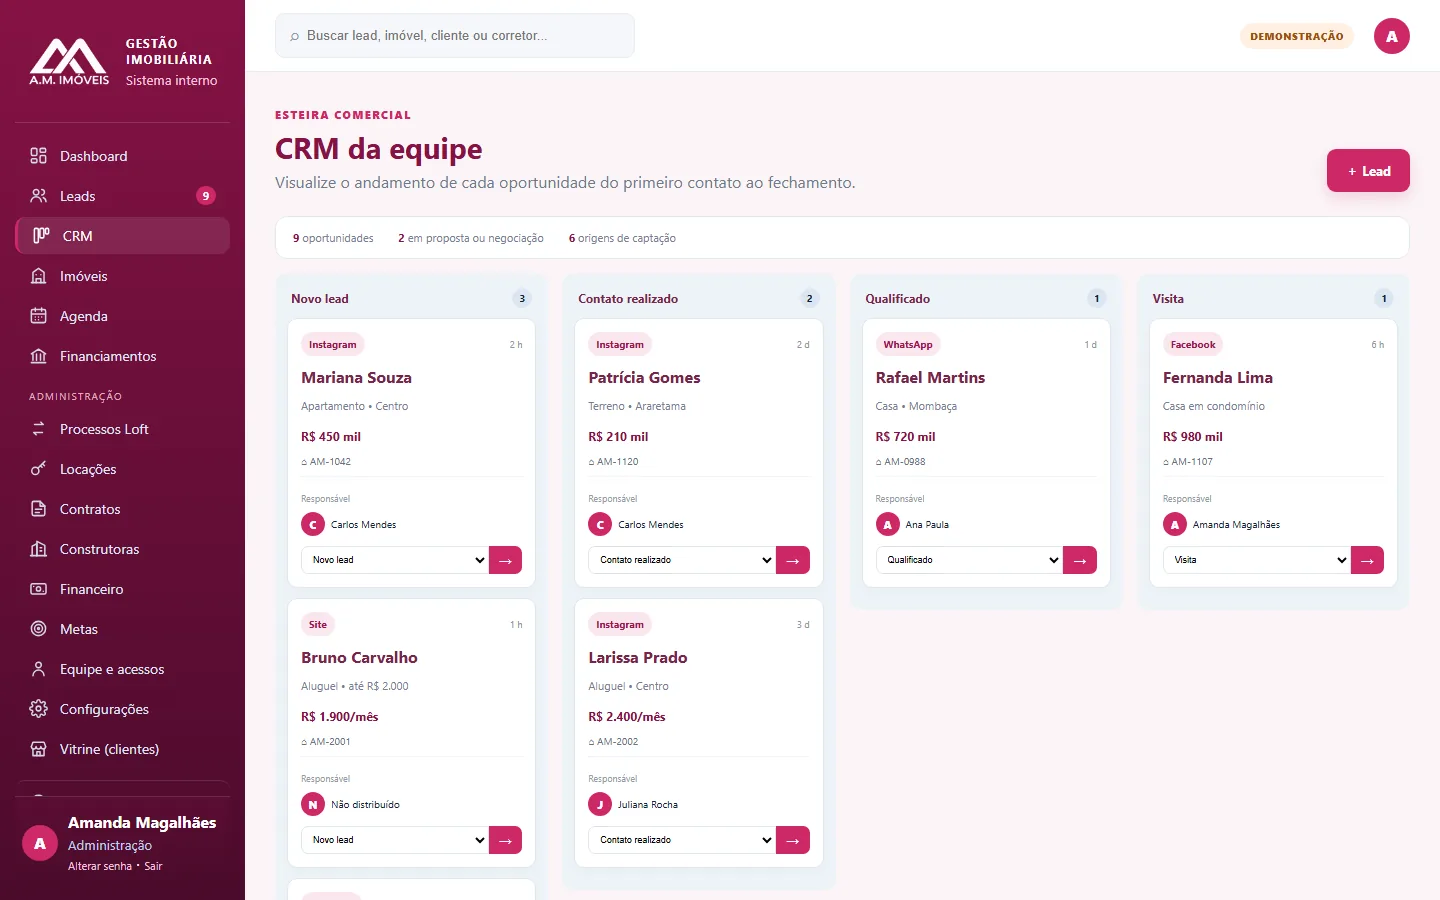 A.M. IMÓVEIS
GESTÃO
IMOBILIÁRIA
Sistema interno
Dashboard
Leads
9
CRM
Imóveis
Agenda
Financiamentos
ADMINISTRAÇÃO
Processos Loft
Locações
Contratos
Construtoras
Financeiro
Metas
Equipe e acessos
Configurações
Vitrine (clientes)
A
Amanda Magalhães
Administração
Alterar senha • Sair
Buscar lead, imóvel, cliente ou corretor...
DEMONSTRAÇÃO
A
ESTEIRA COMERCIAL
CRM da equipe
Visualize o andamento de cada oportunidade do primeiro contato ao fechamento.
+ Lead
9 oportunidades
2 em proposta ou negociação
6 origens de captação
Novo lead
3
Instagram
2 h
Mariana Souza
Apartamento • Centro
R$ 450 mil
⌂ AM-1042
Responsável
C
Carlos Mendes
Novo lead
→
Site
1 h
Bruno Carvalho
Aluguel • até R$ 2.000
R$ 1.900/mês
⌂ AM-2001
Responsável
N
Não distribuído
Novo lead
→
Contato realizado
2
Instagram
2 d
Patrícia Gomes
Terreno • Araretama
R$ 210 mil
⌂ AM-1120
Responsável
C
Carlos Mendes
Contato realizado
→
Instagram
3 d
Larissa Prado
Aluguel • Centro
R$ 2.400/mês
⌂ AM-2002
Responsável
J
Juliana Rocha
Contato realizado
→
Qualificado
1
WhatsApp
1 d
Rafael Martins
Casa • Mombaça
R$ 720 mil
⌂ AM-0988
Responsável
A
Ana Paula
Qualificado
→
Visita
1
Facebook
6 h
Fernanda Lima
Casa em condomínio
R$ 980 mil
⌂ AM-1107
Responsável
A
Amanda Magalhães
Visita
→